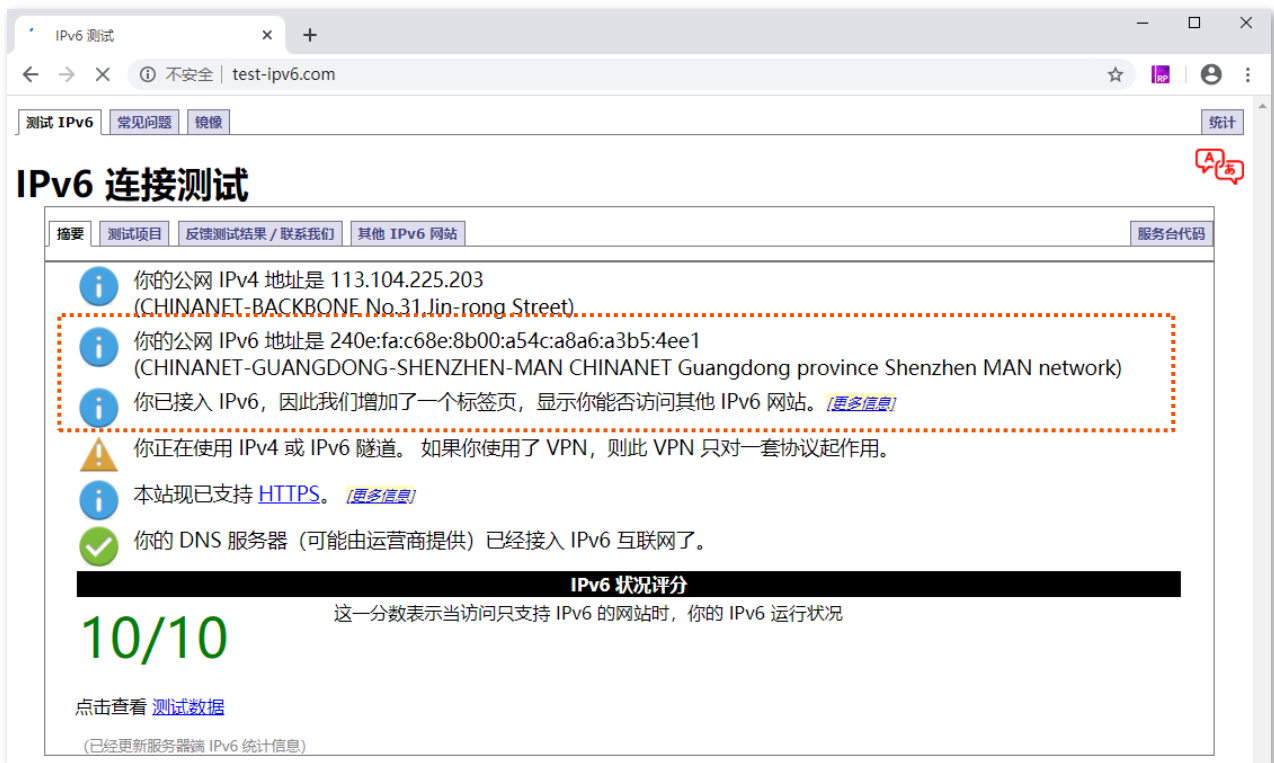 IPv6 测试
不安全 test-ipv6.com
RP
测试 IPv6 常见问题 镜像 统计
A あ
IPv6 连接测试
摘要 测试项目 反馈测试结果 / 联系我们 其他 IPv6 网站 服务台代码
你的公网 IPv4 地址是 113.104.225.203
(CHINANET-BACKBONE No.31,Jin-rong Street)
你的公网 IPv6 地址是 240e:fa:c68e:8b00:a54c:a8a6:a3b5:4ee1
(CHINANET-GUANGDONG-SHENZHEN-MAN CHINANET Guangdong province Shenzhen MAN network)
你已接入 IPv6，因此我们增加了一个标签页，显示你能否访问其他 IPv6 网站。 [更多信息]
你正在使用 IPv4 或 IPv6 隧道。 如果你使用了 VPN，则此 VPN 只对一套协议起作用。
本站现已支持 HTTPS。 [更多信息]
你的 DNS 服务器（可能由运营商提供）已经接入 IPv6 互联网了。
IPv6 状况评分
这一分数表示当访问只支持 IPv6 的网站时，你的 IPv6 运行状况
10/10
点击查看 测试数据
(已经更新服务器端 IPv6 统计信息)